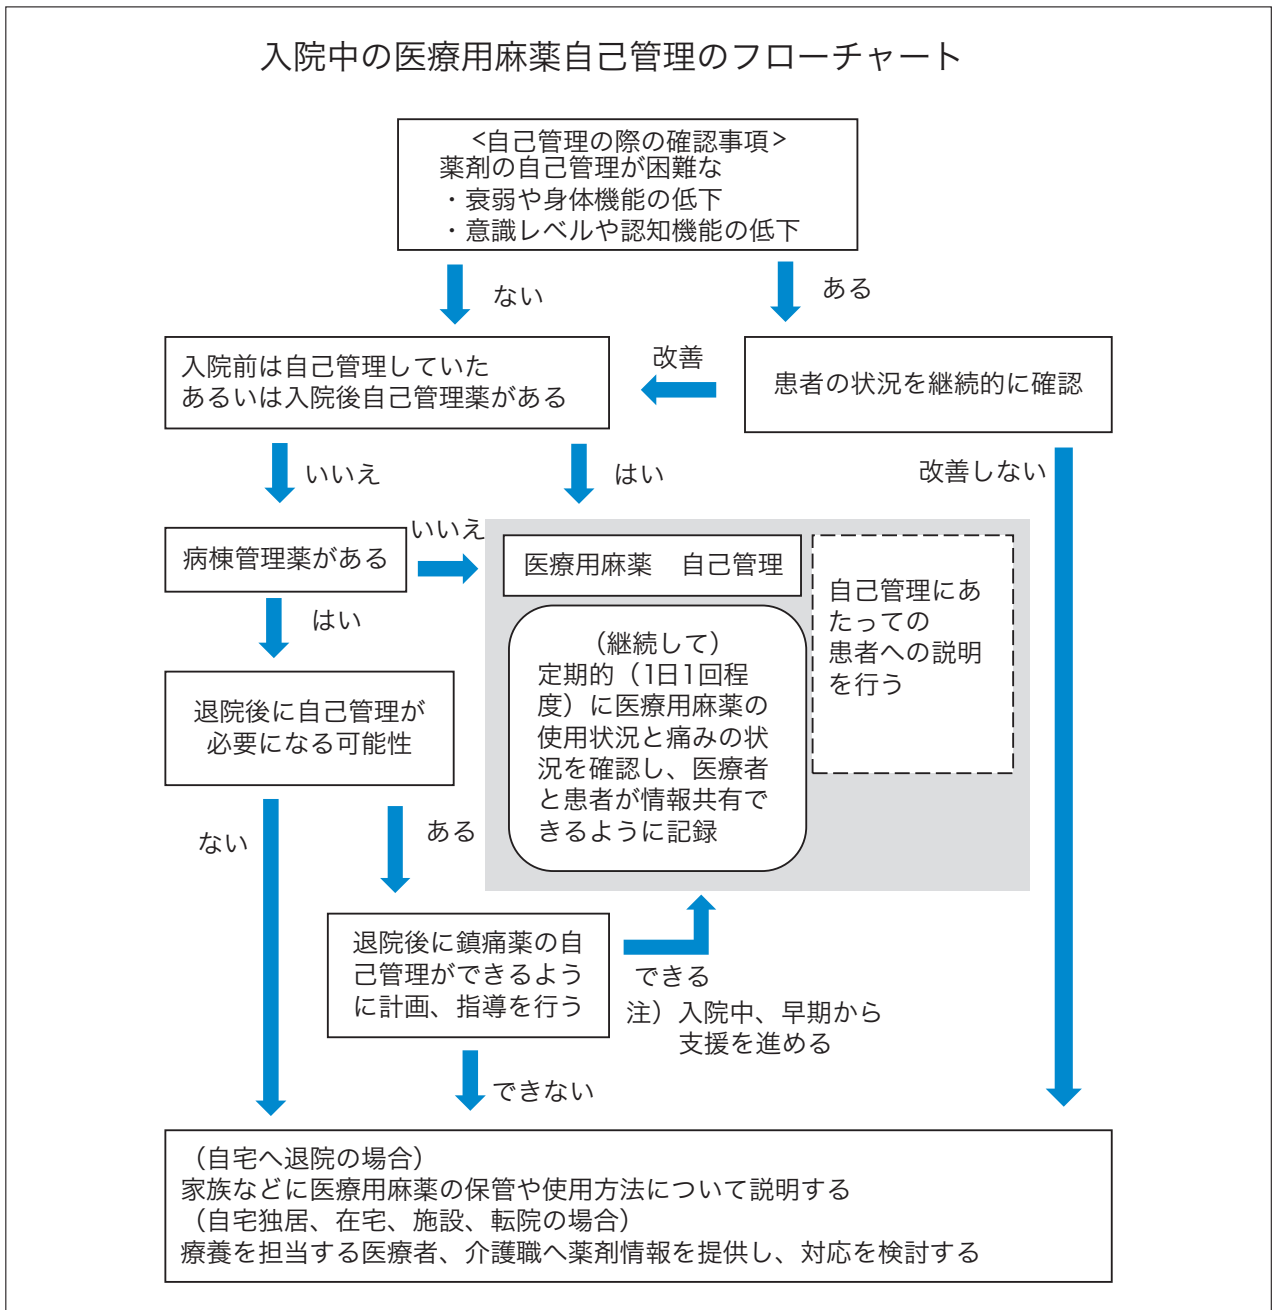 入院中の医療用麻薬自己管理のフローチャート
<自己管理の際の確認事項>
薬剤の自己管理が困難な
・衰弱や身体機能の低下
・意識レベルや認知機能の低下
ない
ある
入院前は自己管理していた
あるいは入院後自己管理薬がある
改善
患者の状況を継続的に確認
いいえ
はい
改善しない
病棟管理薬がある
いいえ
医療用麻薬　自己管理
自己管理にあ
たっての
患者への説明
を行う
はい
（継続して）
定期的（1日1回程
度）に医療用麻薬の
使用状況と痛みの状
況を確認し、医療者
と患者が情報共有で
きるように記録
退院後に自己管理が
必要になる可能性
ない
ある
退院後に鎮痛薬の自
己管理ができるよう
に計画、指導を行う
できる
注）入院中、早期から
支援を進める
できない
（自宅へ退院の場合）
家族などに医療用麻薬の保管や使用方法について説明する
（自宅独居、在宅、施設、転院の場合）
療養を担当する医療者、介護職へ薬剤情報を提供し、対応を検討する